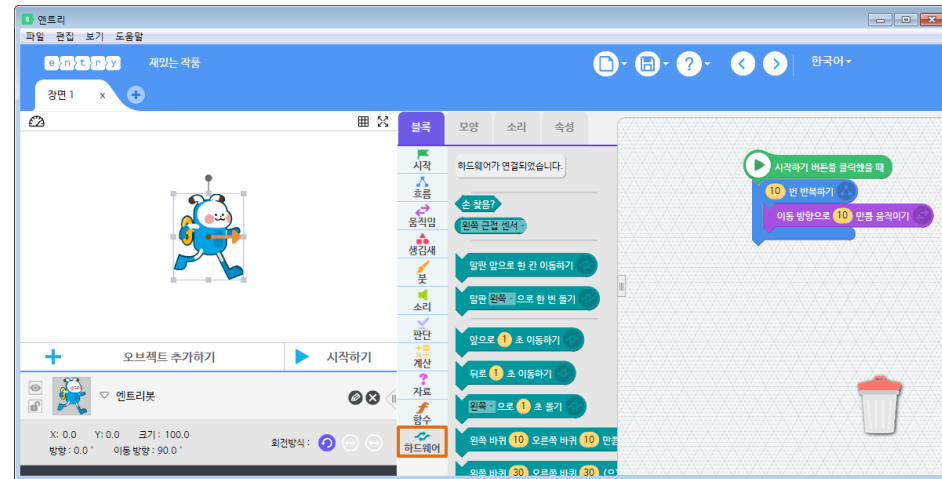 엔트리
파일 편집 보기 도움말
entry 재밌는 작품 한국어
장면 1 x
블록 모양 소리 속성
시작
흐름
움직임
생김새
붓
소리
판단
계산
자료
함수
하드웨어
하드웨어가 연결되었습니다.
손 찾음?
왼쪽 근접 센서
말판 앞으로 한 칸 이동하기
말판 왼쪽 으로 한 번 돌기
앞으로 1 초 이동하기
뒤로 1 초 이동하기
왼쪽 으로 1 초 돌기
왼쪽 바퀴 10 오른쪽 바퀴 10 만큼
왼쪽 바퀴 30 오른쪽 바퀴 30
시작하기 버튼을 클릭했을 때
10 번 반복하기
이동 방향으로 10 만큼 움직이기
오브젝트 추가하기 시작하기
엔트리봇
X: 0.0 Y: 0.0 크기: 100.0
방향: 0.0˚ 이동 방향: 90.0˚
회전방식: